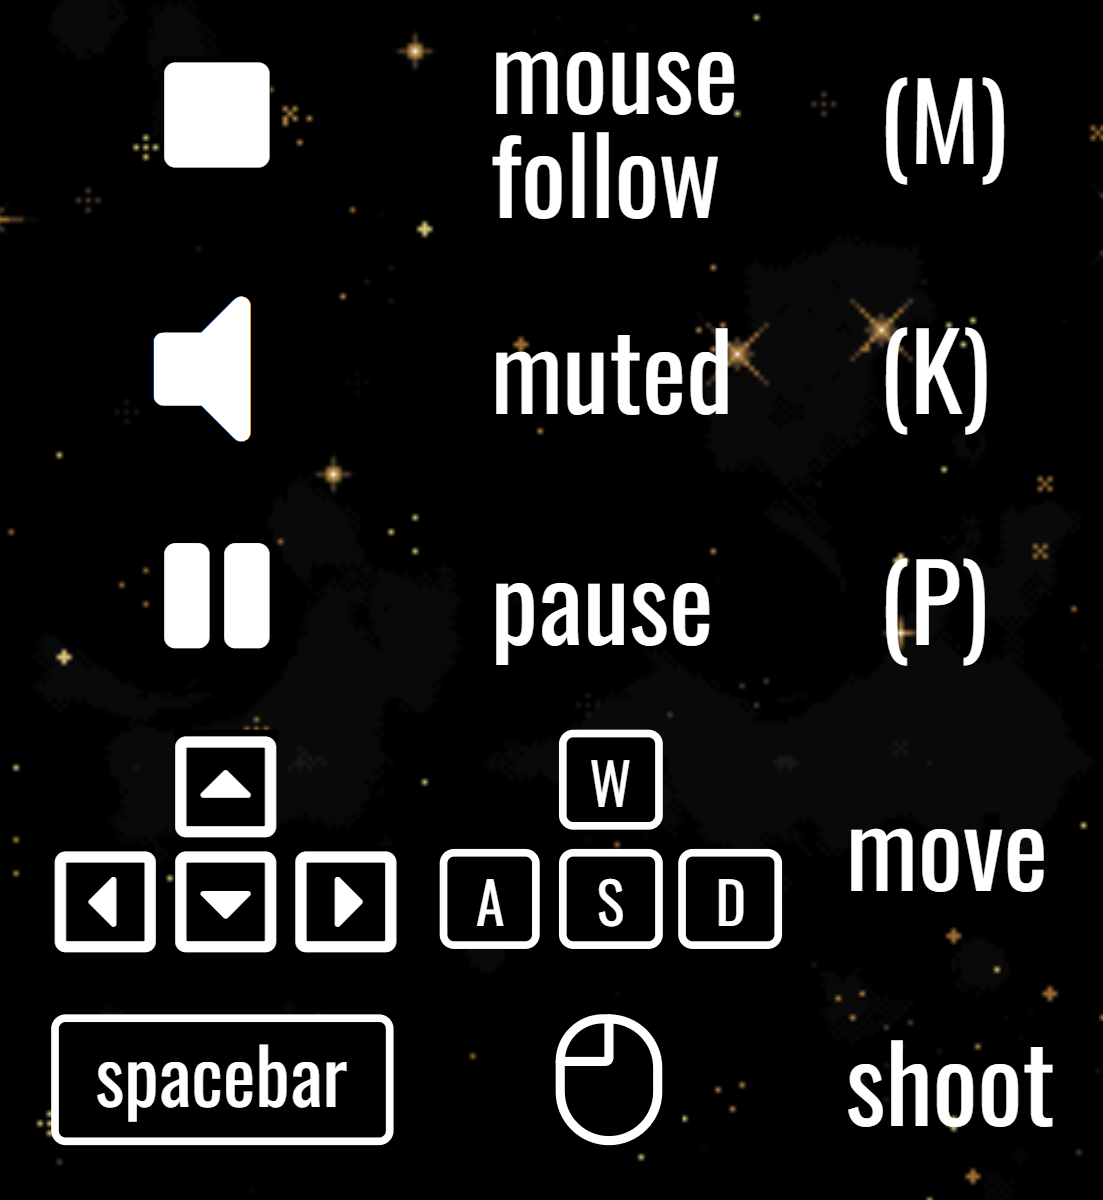 mouse
follow
(M)
muted (K)
pause (P)
W
A S D
move
spacebar
shoot